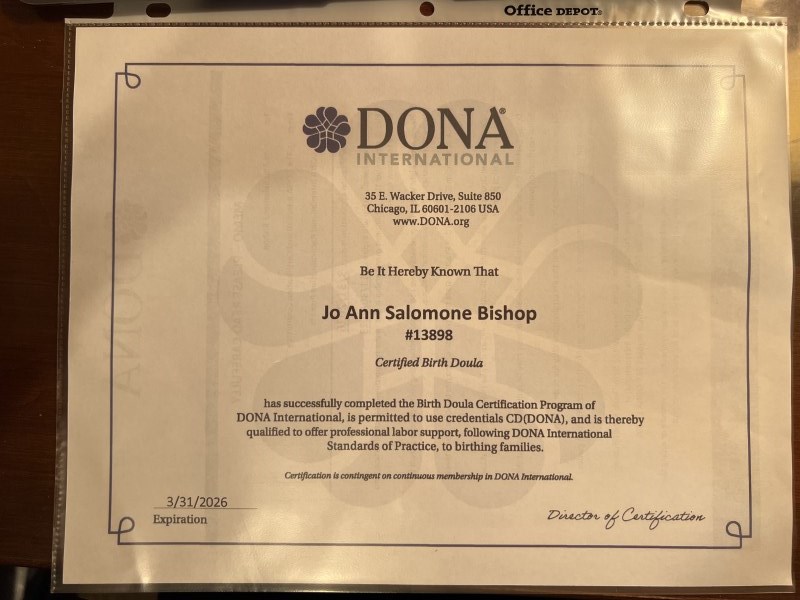 Office DEPOT®
DONA®
INTERNATIONAL
35 E. Wacker Drive, Suite 850
Chicago, IL 60601-2106 USA
www.DONA.org
Be It Hereby Known That
Jo Ann Salomone Bishop
#13898
Certified Birth Doula
has successfully completed the Birth Doula Certification Program of
DONA International, is permitted to use credentials CD(DONA), and is thereby
qualified to offer professional labor support, following DONA International
Standards of Practice, to birthing families.
Certification is contingent on continuous membership in DONA International.
3/31/2026
Expiration
Director of Certification